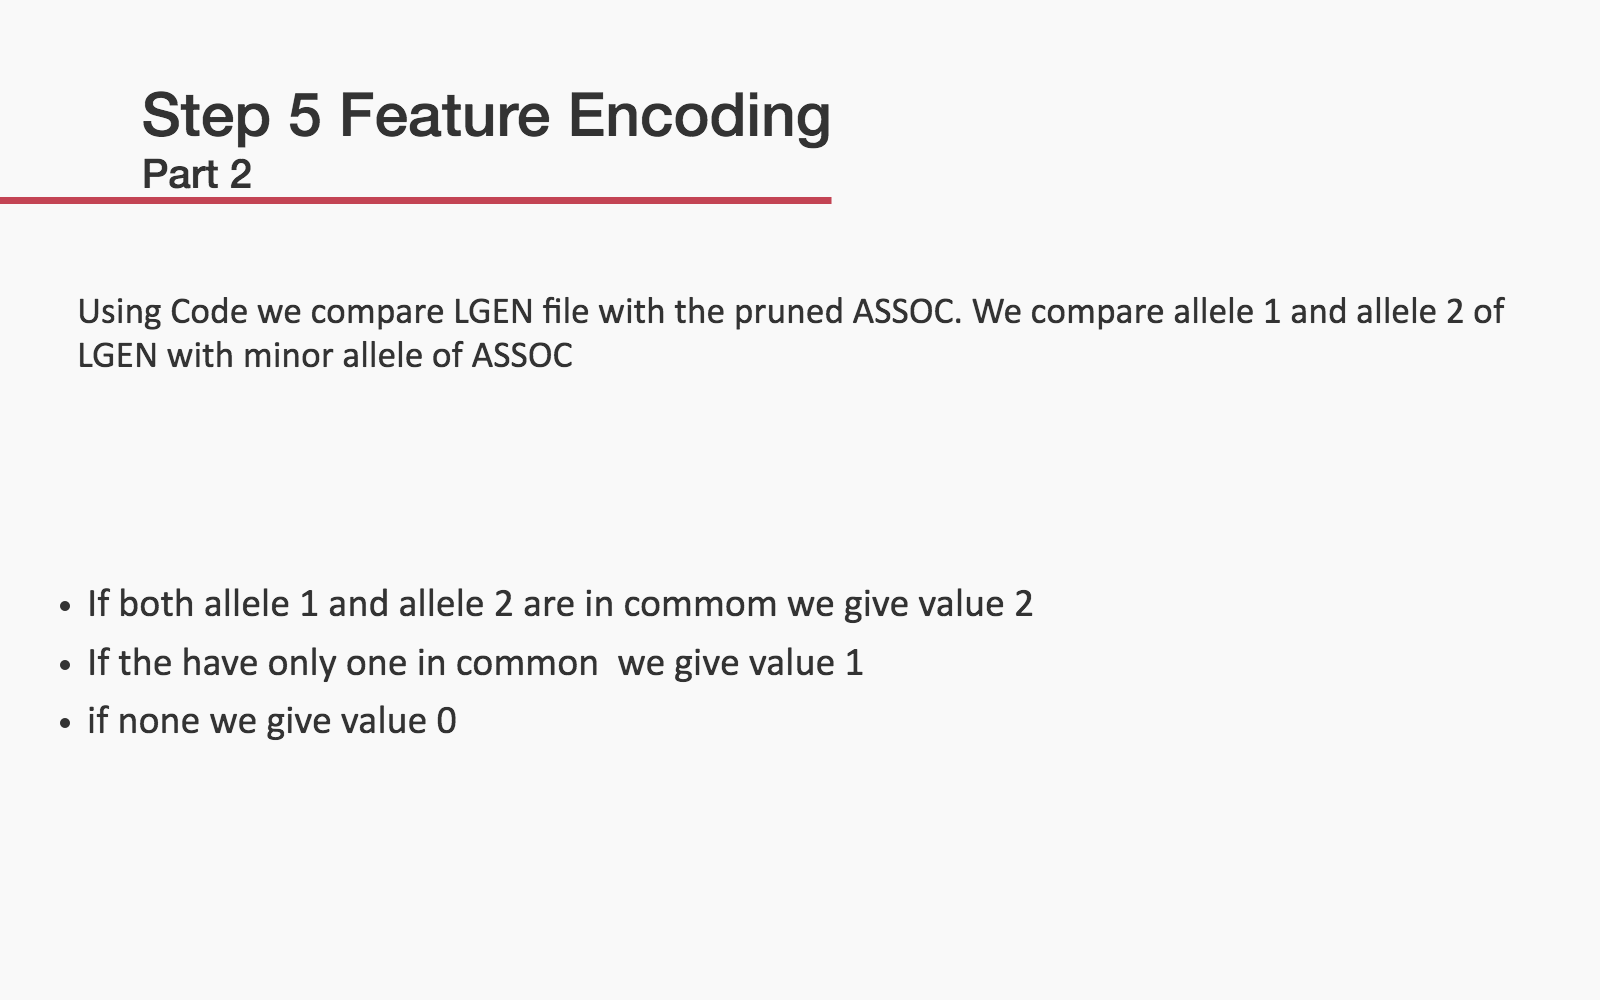 Step 5 Feature Encoding
Part 2
Using Code we compare LGEN file with the pruned ASSOC. We compare allele 1 and allele 2 of
LGEN with minor allele of ASSOC
• If both allele 1 and allele 2 are in commom we give value 2
• If the have only one in common  we give value 1
• if none we give value 0